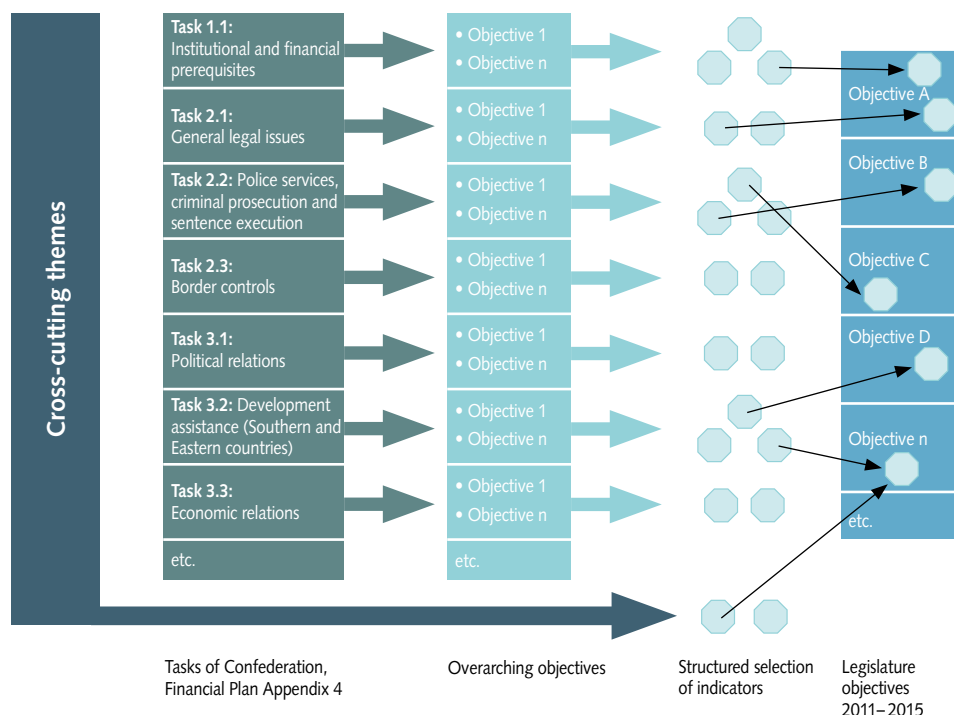 Cross-cutting themes
Task 1.1:
Institutional and financial
prerequisites
Task 2.1:
General legal issues
Task 2.2: Police services,
criminal prosecution and
sentence execution
Task 2.3:
Border controls
Task 3.1:
Political relations
Task 3.2: Development
assistance (Southern and
Eastern countries)
Task 3.3:
Economic relations
etc.
• Objective 1
• Objective n
• Objective 1
• Objective n
• Objective 1
• Objective n
• Objective 1
• Objective n
• Objective 1
• Objective n
• Objective 1
• Objective n
• Objective 1
• Objective n
etc.
Objective A
Objective B
Objective C
Objective D
Objective n
etc.
Tasks of Confederation,
Financial Plan Appendix 4
Overarching objectives
Structured selection
of indicators
Legislature
objectives
2011–2015